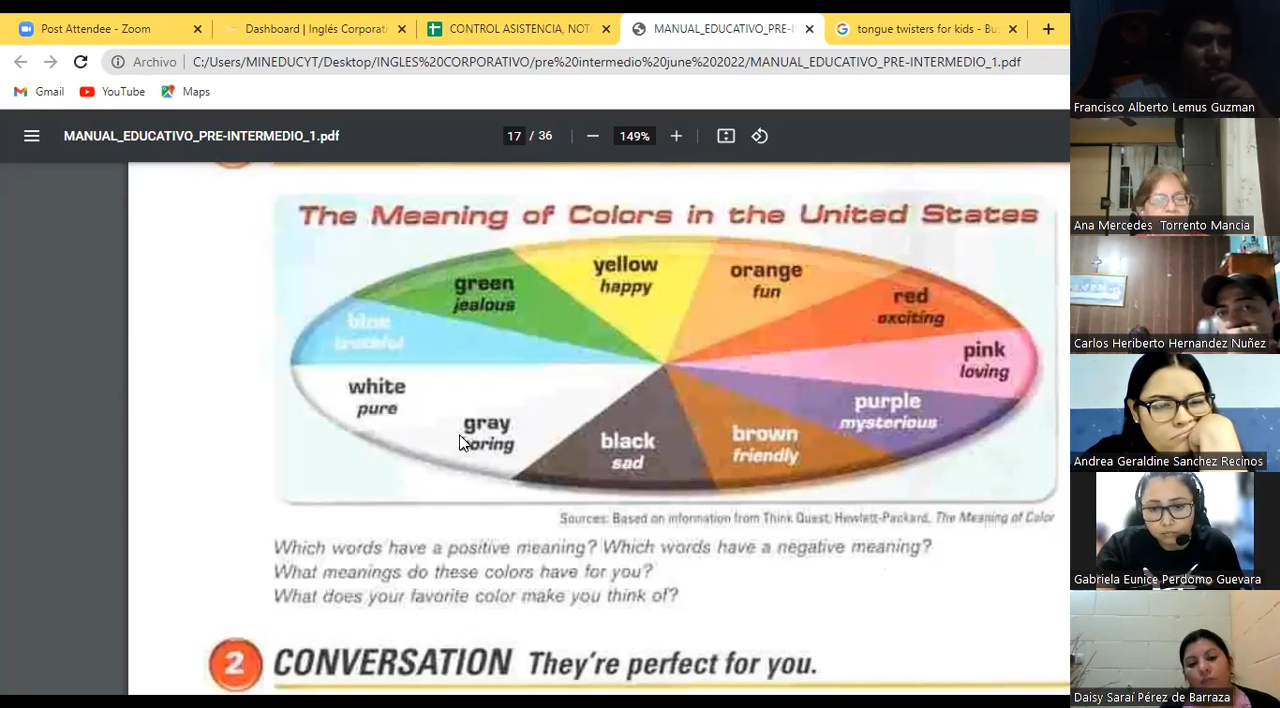 Post Attendee - Zoom
Dashboard | Inglés Corporati
CONTROL ASISTENCIA, NOTA
MANUAL_EDUCATIVO_PRE-I
tongue twisters for kids - Bu
Archivo
C:/Users/MINEDUCYT/Desktop/INGLES%20CORPORATIVO/pre%20intermedio%20june%202022/MANUAL_EDUCATIVO_PRE-INTERMEDIO_1.pdf
Gmail
YouTube
Maps
MANUAL_EDUCATIVO_PRE-INTERMEDIO_1.pdf
17 / 36
149%
The Meaning of Colors in the United States
green
jealous
yellow
happy
orange
fun
red
exciting
pink
loving
purple
mysterious
brown
friendly
black
sad
gray
boring
white
pure
blue
truthful
Sources: Based on information from Think Quest; Hewlett-Packard, The Meaning of Color
Which words have a positive meaning? Which words have a negative meaning?
What meanings do these colors have for you?
What does your favorite color make you think of?
2 CONVERSATION They're perfect for you.
Francisco Alberto Lemus Guzman
Ana Mercedes Torrento Mancia
Carlos Heriberto Hernandez Nuñez
Andrea Geraldine Sanchez Recinos
Gabriela Eunice Perdomo Guevara
Daisy Saraí Pérez de Barraza